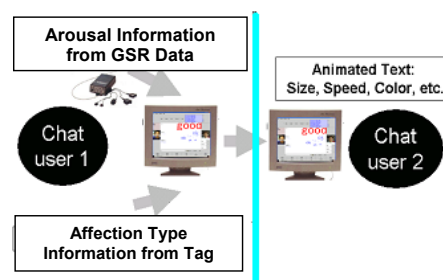 Arousal Information
from GSR Data
Animated Text:
Size, Speed, Color, etc.
Chat
user 1
good
good
Chat
user 2
Affection Type
Information from Tag